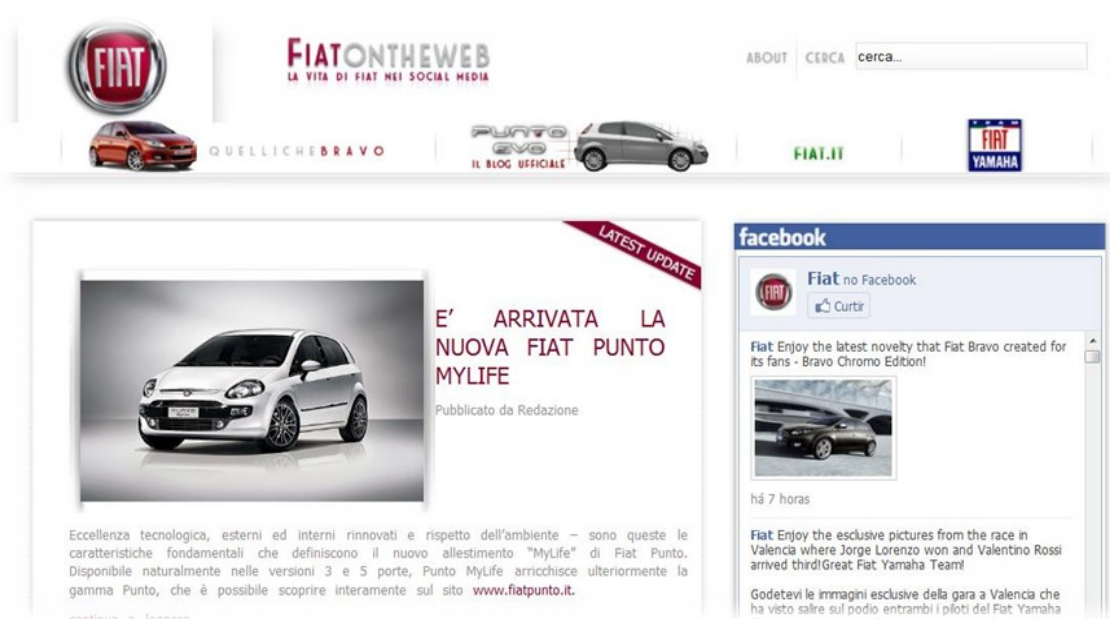 FIAT
FIATONTHEWEB
LA VITA DI FIAT NEI SOCIAL MEDIA
ABOUT
CERCA
cerca...
QUELLICHEBRAVO
PUNTO
EVO
IL BLOG UFFICIALE
FIAT.IT
TEAM
FIAT
YAMAHA
LATEST UPDATE
E' ARRIVATA LA
NUOVA FIAT PUNTO
MYLIFE
Pubblicato da Redazione
Eccellenza tecnologica, esterni ed interni rinnovati e rispetto dell'ambiente – sono queste le
caratteristiche fondamentali che definiscono il nuovo allestimento "MyLife" di Fiat Punto.
Disponibile naturalmente nelle versioni 3 e 5 porte, Punto MyLife arricchisce ulteriormente la
gamma Punto, che è possibile scoprire interamente sul sito www.fiatpunto.it.
facebook
FIAT
Fiat no Facebook
Curtir
Fiat Enjoy the latest novelty that Fiat Bravo created for
its fans - Bravo Chromo Edition!
há 7 horas
Fiat Enjoy the exclusive pictures from the race in
Valencia where Jorge Lorenzo won and Valentino Rossi
arrived third!Great Fiat Yamaha Team!
Godetevi le immagini esclusive della gara a Valencia che
ha visto salire sul podio entrambi i piloti del Fiat Yamaha